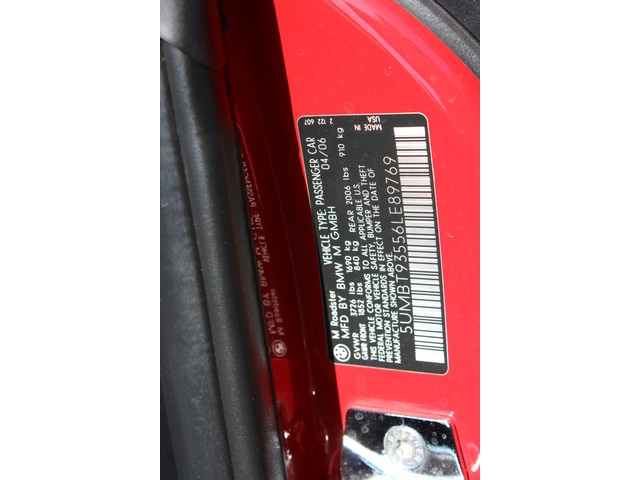 M Roadster VEHICLE TYPE: PASSENGER CAR
MFD BY BMW M GMBH 04/06
GVWR 3726 lbs 1690 kg REAR 2006 lbs 910 kg
GAWR FRONT 1852 lbs 840 kg
THIS VEHICLE CONFORMS TO ALL APPLICABLE U.S.
FEDERAL MOTOR VEHICLE SAFETY, BUMPER AND THEFT
PREVENTION STANDARDS IN EFFECT ON THE DATE OF
MANUFACTURE SHOWN ABOVE.
5UMBT93556LE89769
2 122 607
MADE IN
USA